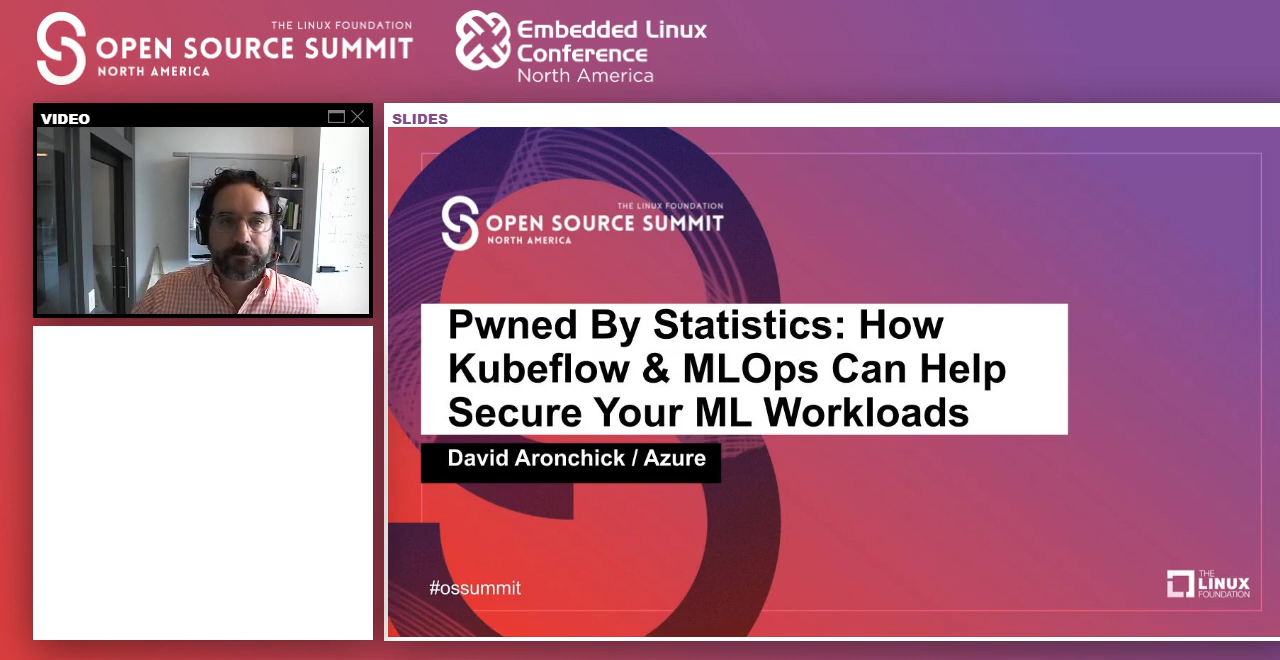 THE LINUX FOUNDATION
OPEN SOURCE SUMMIT
NORTH AMERICA
Embedded Linux
Conference
North America
VIDEO
SLIDES
THE LINUX FOUNDATION
OPEN SOURCE SUMMIT
NORTH AMERICA
Pwned By Statistics: How
Kubeflow & MLOps Can Help
Secure Your ML Workloads
David Aronchick / Azure
#ossummit
THE
LINUX
FOUNDATION